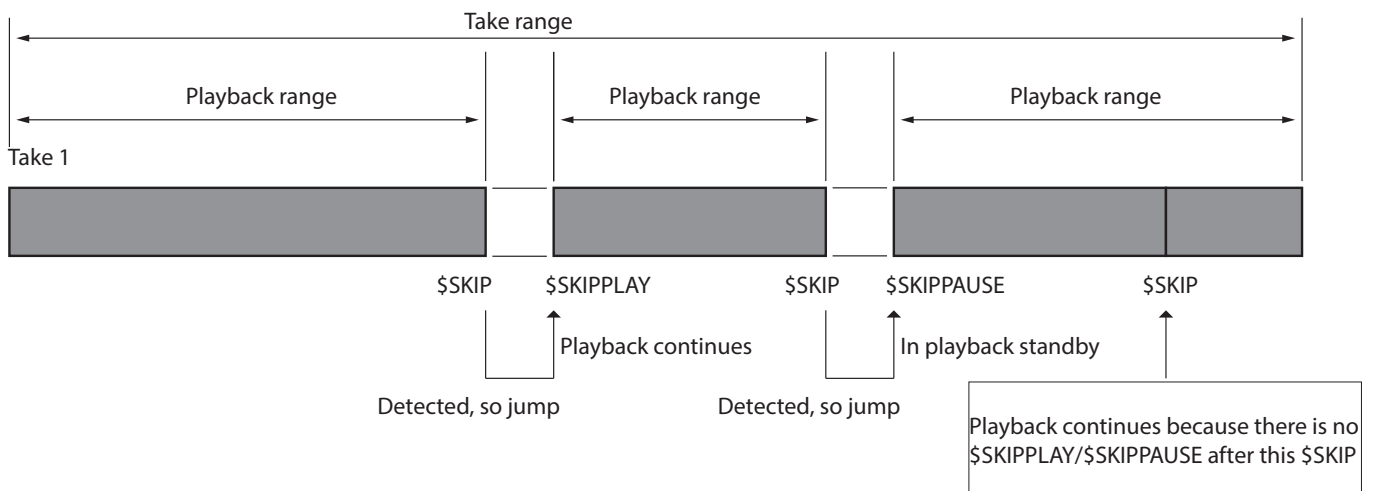 Take range
Playback range
Playback range
Playback range
Take 1
$SKIP
$SKIPPLAY
$SKIP
$SKIPPAUSE
$SKIP
Playback continues
In playback standby
Detected, so jump
Detected, so jump
Playback continues because there is no
$SKIPPLAY/$SKIPPAUSE after this $SKIP